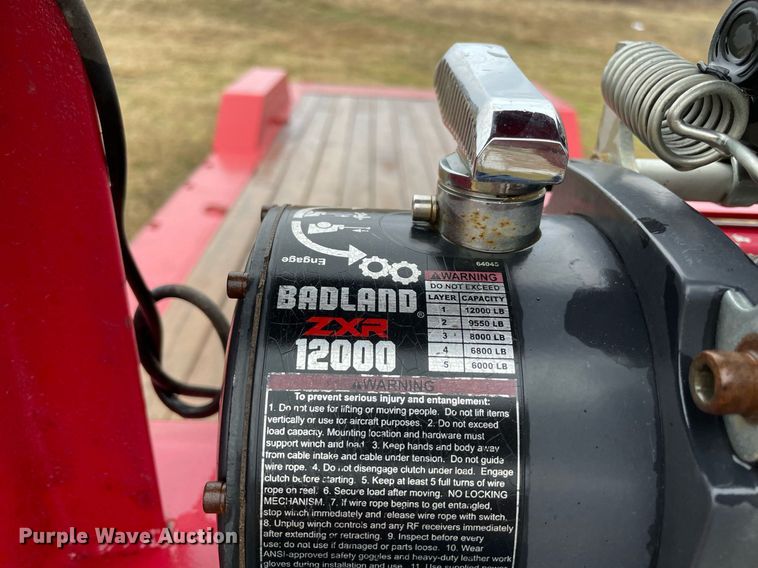 Engage
64045
BADLAND®
ZXR
12000
WARNING
DO NOT EXCEED
LAYER CAPACITY
1 12000 LB
2 9550 LB
3 8000 LB
4 6800 LB
5 6000 LB
WARNING
To prevent serious injury and entanglement:
1. Do not use for lifting or moving people. Do not lift items
vertically or use for aircraft purposes. 2. Do not exceed
load capacity. Mounting location and hardware must
support winch and load. 3. Keep hands and body away
from cable intake and cable under tension. Do not guide
wire rope. 4. Do not disengage clutch under load. Engage
clutch before starting. 5. Keep at least 5 full turns of wire
rope on reel. 6. Secure load after moving. NO LOCKING
MECHANISM. 7. If wire rope begins to get entangled,
stop winch immediately and release wire rope with switch.
8. Unplug winch controls and any RF receivers immediately
after extending or retracting. 9. Inspect before every
use; do not use if damaged or parts loose. 10. Wear
ANSI-approved safety goggles and heavy-duty leather work
gloves during installation and use. 11. Use supplied power
Purple Wave Auction